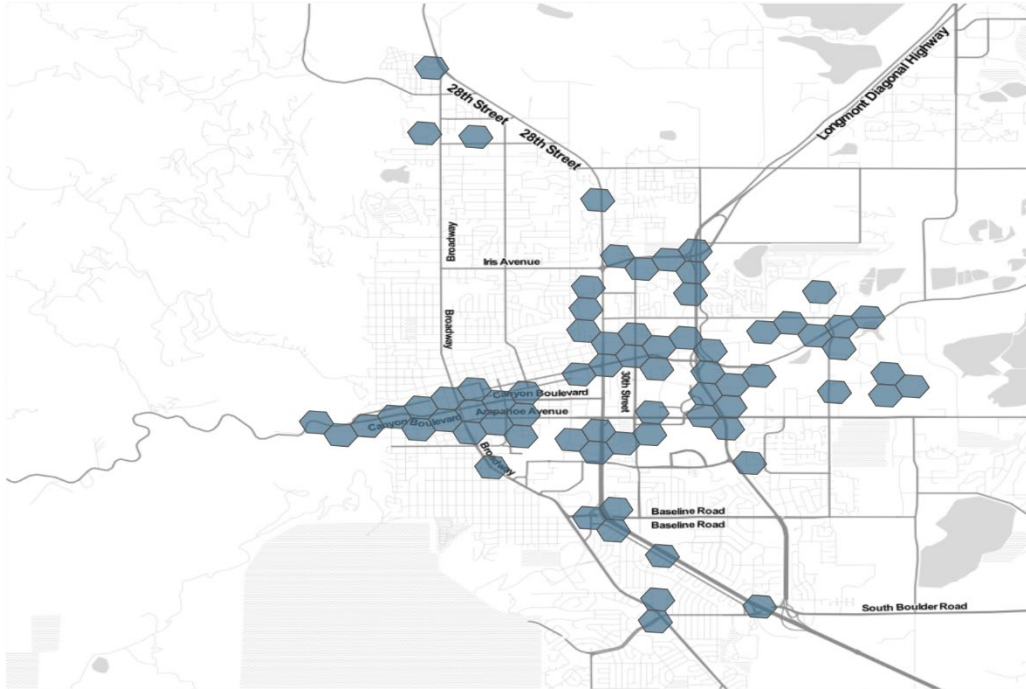 28th Street
28th Street
Longmont Diagonal Highway
Broadway
Iris Avenue
Broadway
30th Street
Canyon Boulevard
Arapahoe Avenue
Canyon Boulevard
Broadway
Baseline Road
Baseline Road
South Boulder Road